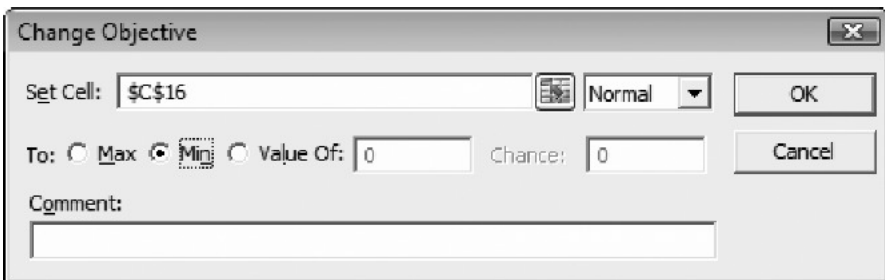 Change Objective
Set Cell: $C$16 Normal OK
To: Max Min Value Of: 0 Chance: 0 Cancel
Comment: